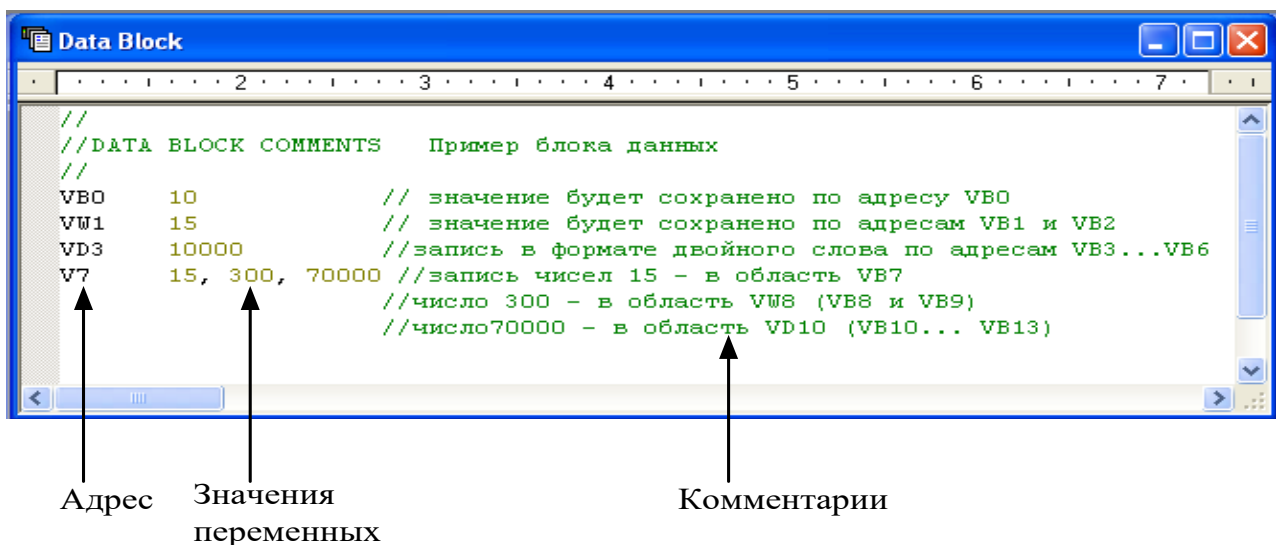 Data Block
2 3 4 5 6 7
//
//DATA BLOCK COMMENTS Пример блока данных
//
VB0 10 // значение будет сохранено по адресу VB0
VW1 15 // значение будет сохранено по адресам VB1 и VB2
VD3 10000 //запись в формате двойного слова по адресам VB3...VB6
V7 15, 300, 70000 //запись чисел 15 - в область VB7
//число 300 - в область VW8 (VB8 и VB9)
//число70000 - в область VD10 (VB10... VB13)
Адрес Значения Комментарии
переменных